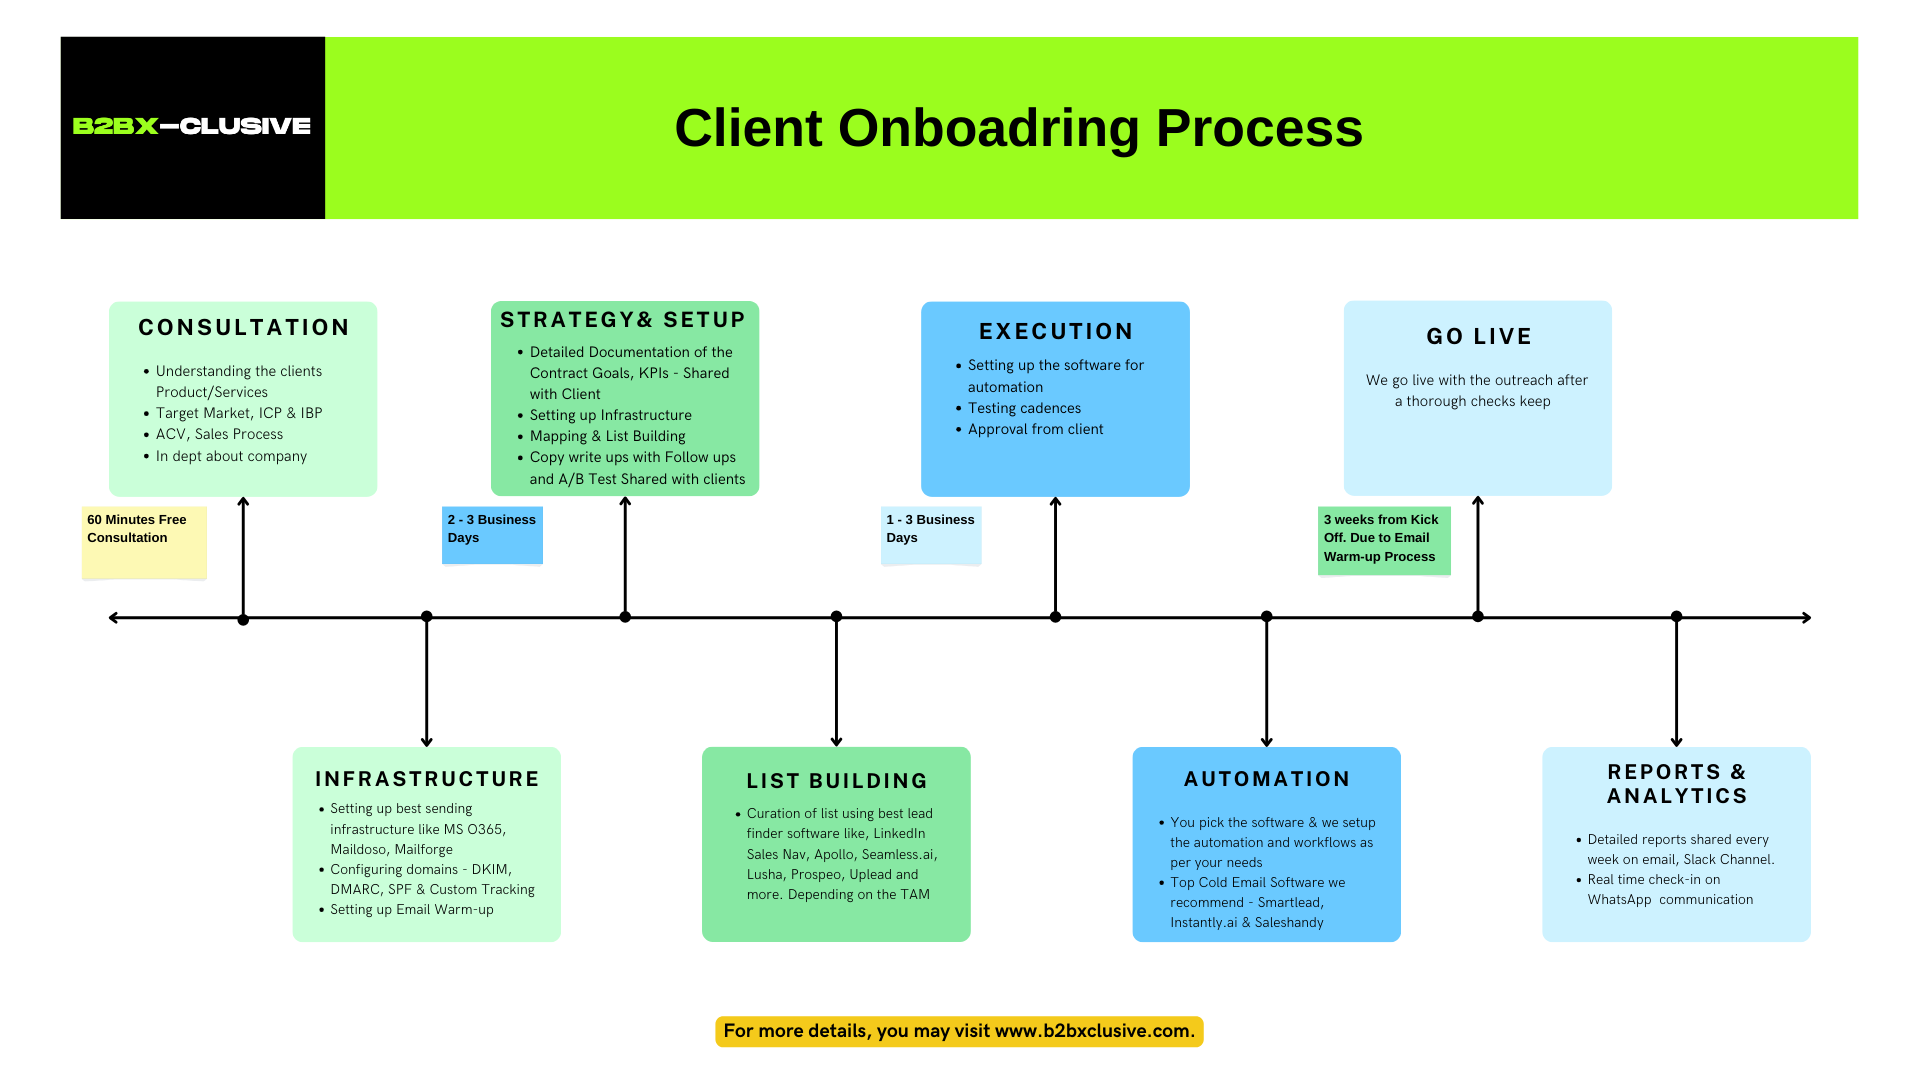 B2BX-CLUSIVE
Client Onboadring Process
CONSULTATION
• Understanding the clients
Product/Services
• Target Market, ICP & IBP
• ACV, Sales Process
• In dept about company
STRATEGY& SETUP
• Detailed Documentation of the
Contract Goals, KPIs - Shared
with Client
• Setting up Infrastructure
• Mapping & List Building
• Copy write ups with Follow ups
and A/B Test Shared with clients
EXECUTION
• Setting up the software for
automation
• Testing cadences
• Approval from client
GO LIVE
We go live with the outreach after
a thorough checks keep
60 Minutes Free
Consultation
2 - 3 Business
Days
1 - 3 Business
Days
3 weeks from Kick
Off. Due to Email
Warm-up Process
INFRASTRUCTURE
• Setting up best sending
infrastructure like MS O365,
Maildoso, Mailforge
• Configuring domains - DKIM,
DMARC, SPF & Custom Tracking
• Setting up Email Warm-up
LIST BUILDING
• Curation of list using best lead
finder software like, LinkedIn
Sales Nav, Apollo, Seamless.ai,
Lusha, Prospeo, Uplead and
more. Depending on the TAM
AUTOMATION
• You pick the software & we setup
the automation and workflows as
per your needs
• Top Cold Email Software we
recommend - Smartlead,
Instantly.ai & Saleshandy
REPORTS &
ANALYTICS
• Detailed reports shared every
week on email, Slack Channel.
• Real time check-in on
WhatsApp communication
For more details, you may visit www.b2bxclusive.com.